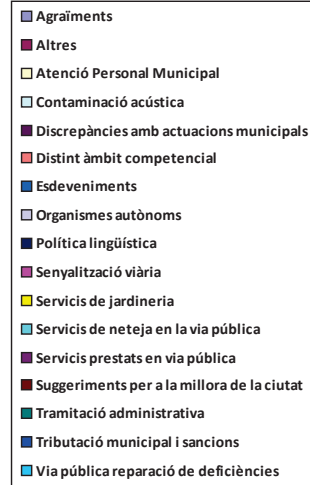 Agraïments
Altres
Atenció Personal Municipal
Contaminació acústica
Discrepàncies amb actuacions municipals
Distint àmbit competencial
Esdeveniments
Organismes autònoms
Política lingüística
Senyalització viària
Servicis de jardineria
Servicis de neteja en la via pública
Servicis prestats en via pública
Suggeriments per a la millora de la ciutat
Tramitació administrativa
Tributació municipal i sancions
Via pública reparació de deficiències